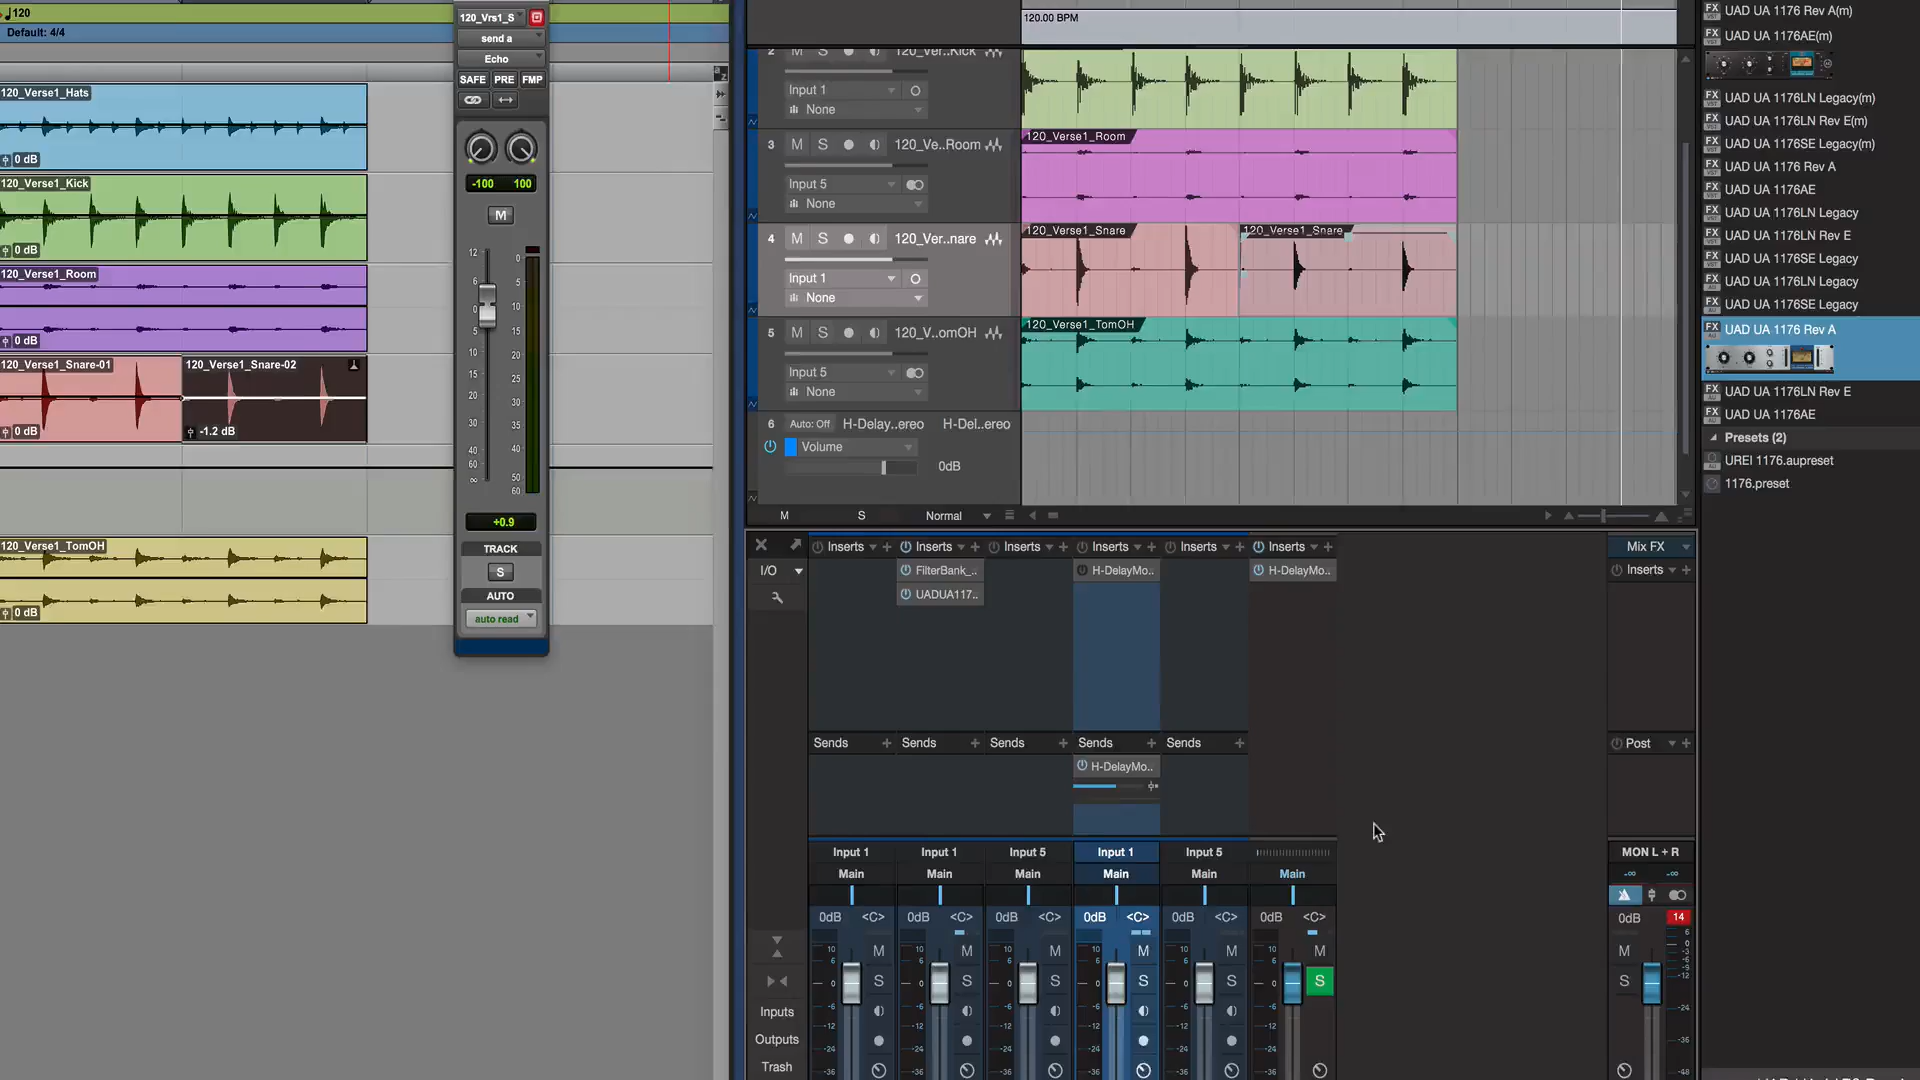 120
Default: 4/4
120_Verse1_Hats
0 dB
120_Verse1_Kick
0 dB
120_Verse1_Room
0 dB
120_Verse1_Snare-01
120_Verse1_Snare-02
0 dB
-1.2 dB
120_Verse1_TomOH
0 dB
120_Vrs1_S
send a
Echo
SAFE PRE FMP
-100 100
M
12
6
0
5
10
15
20
30
40
60
∞
0
5
10
15
20
25
30
35
40
50
60
+0.9
TRACK
S
AUTO
auto read
120.00 BPM
2 M S 120_Ver..Kick
Input 1
None
3 M S 120_Ve..Room
Input 5
None
4 M S 120_Ver..nare
Input 1
None
5 M S 120_V..omOH
Input 5
None
6 Auto: Off H-Delay..ereo H-Del..ereo
Volume
0dB
M S Normal
120_Verse1_Room
120_Verse1_Snare
120_Verse1_Snare
120_Verse1_TomOH
I/O
Inserts Inserts Inserts Inserts Inserts Inserts
FilterBank_.. H-DelayMo.. H-DelayMo..
UADUA117..
Sends Sends Sends Sends Sends
H-DelayMo..
Input 1 Input 1 Input 5 Input 1 Input 5
Main Main Main Main Main Main
0dB <C> 0dB <C> 0dB <C> 0dB <C> 0dB <C> 0dB <C>
M M M M M M
S S S S S S
10 10 10 10 10 10
6 6 6 6 6 6
0 0 0 0 0 0
-6 -6 -6 -6 -6 -6
-12 -12 -12 -12 -12 -12
-24 -24 -24 -24 -24 -24
-36 -36 -36 -36 -36 -36
Inputs
Outputs
Trash
Mix FX
Inserts
Post
MON L + R
-∞ -∞
0dB 14
M
S
6
0
-3
-6
-9
-12
-24
-36
-48
FX UAD UA 1176 Rev A(m)
FX UAD UA 1176AE(m)
FX UAD UA 1176LN Legacy(m)
FX UAD UA 1176LN Rev E(m)
FX UAD UA 1176SE Legacy(m)
FX UAD UA 1176 Rev A
FX UAD UA 1176AE
FX UAD UA 1176LN Legacy
FX UAD UA 1176LN Rev E
FX UAD UA 1176SE Legacy
FX UAD UA 1176LN Legacy
FX UAD UA 1176SE Legacy
FX UAD UA 1176 Rev A
FX UAD UA 1176LN Rev E
FX UAD UA 1176AE
Presets (2)
UREI 1176.aupreset
1176.preset